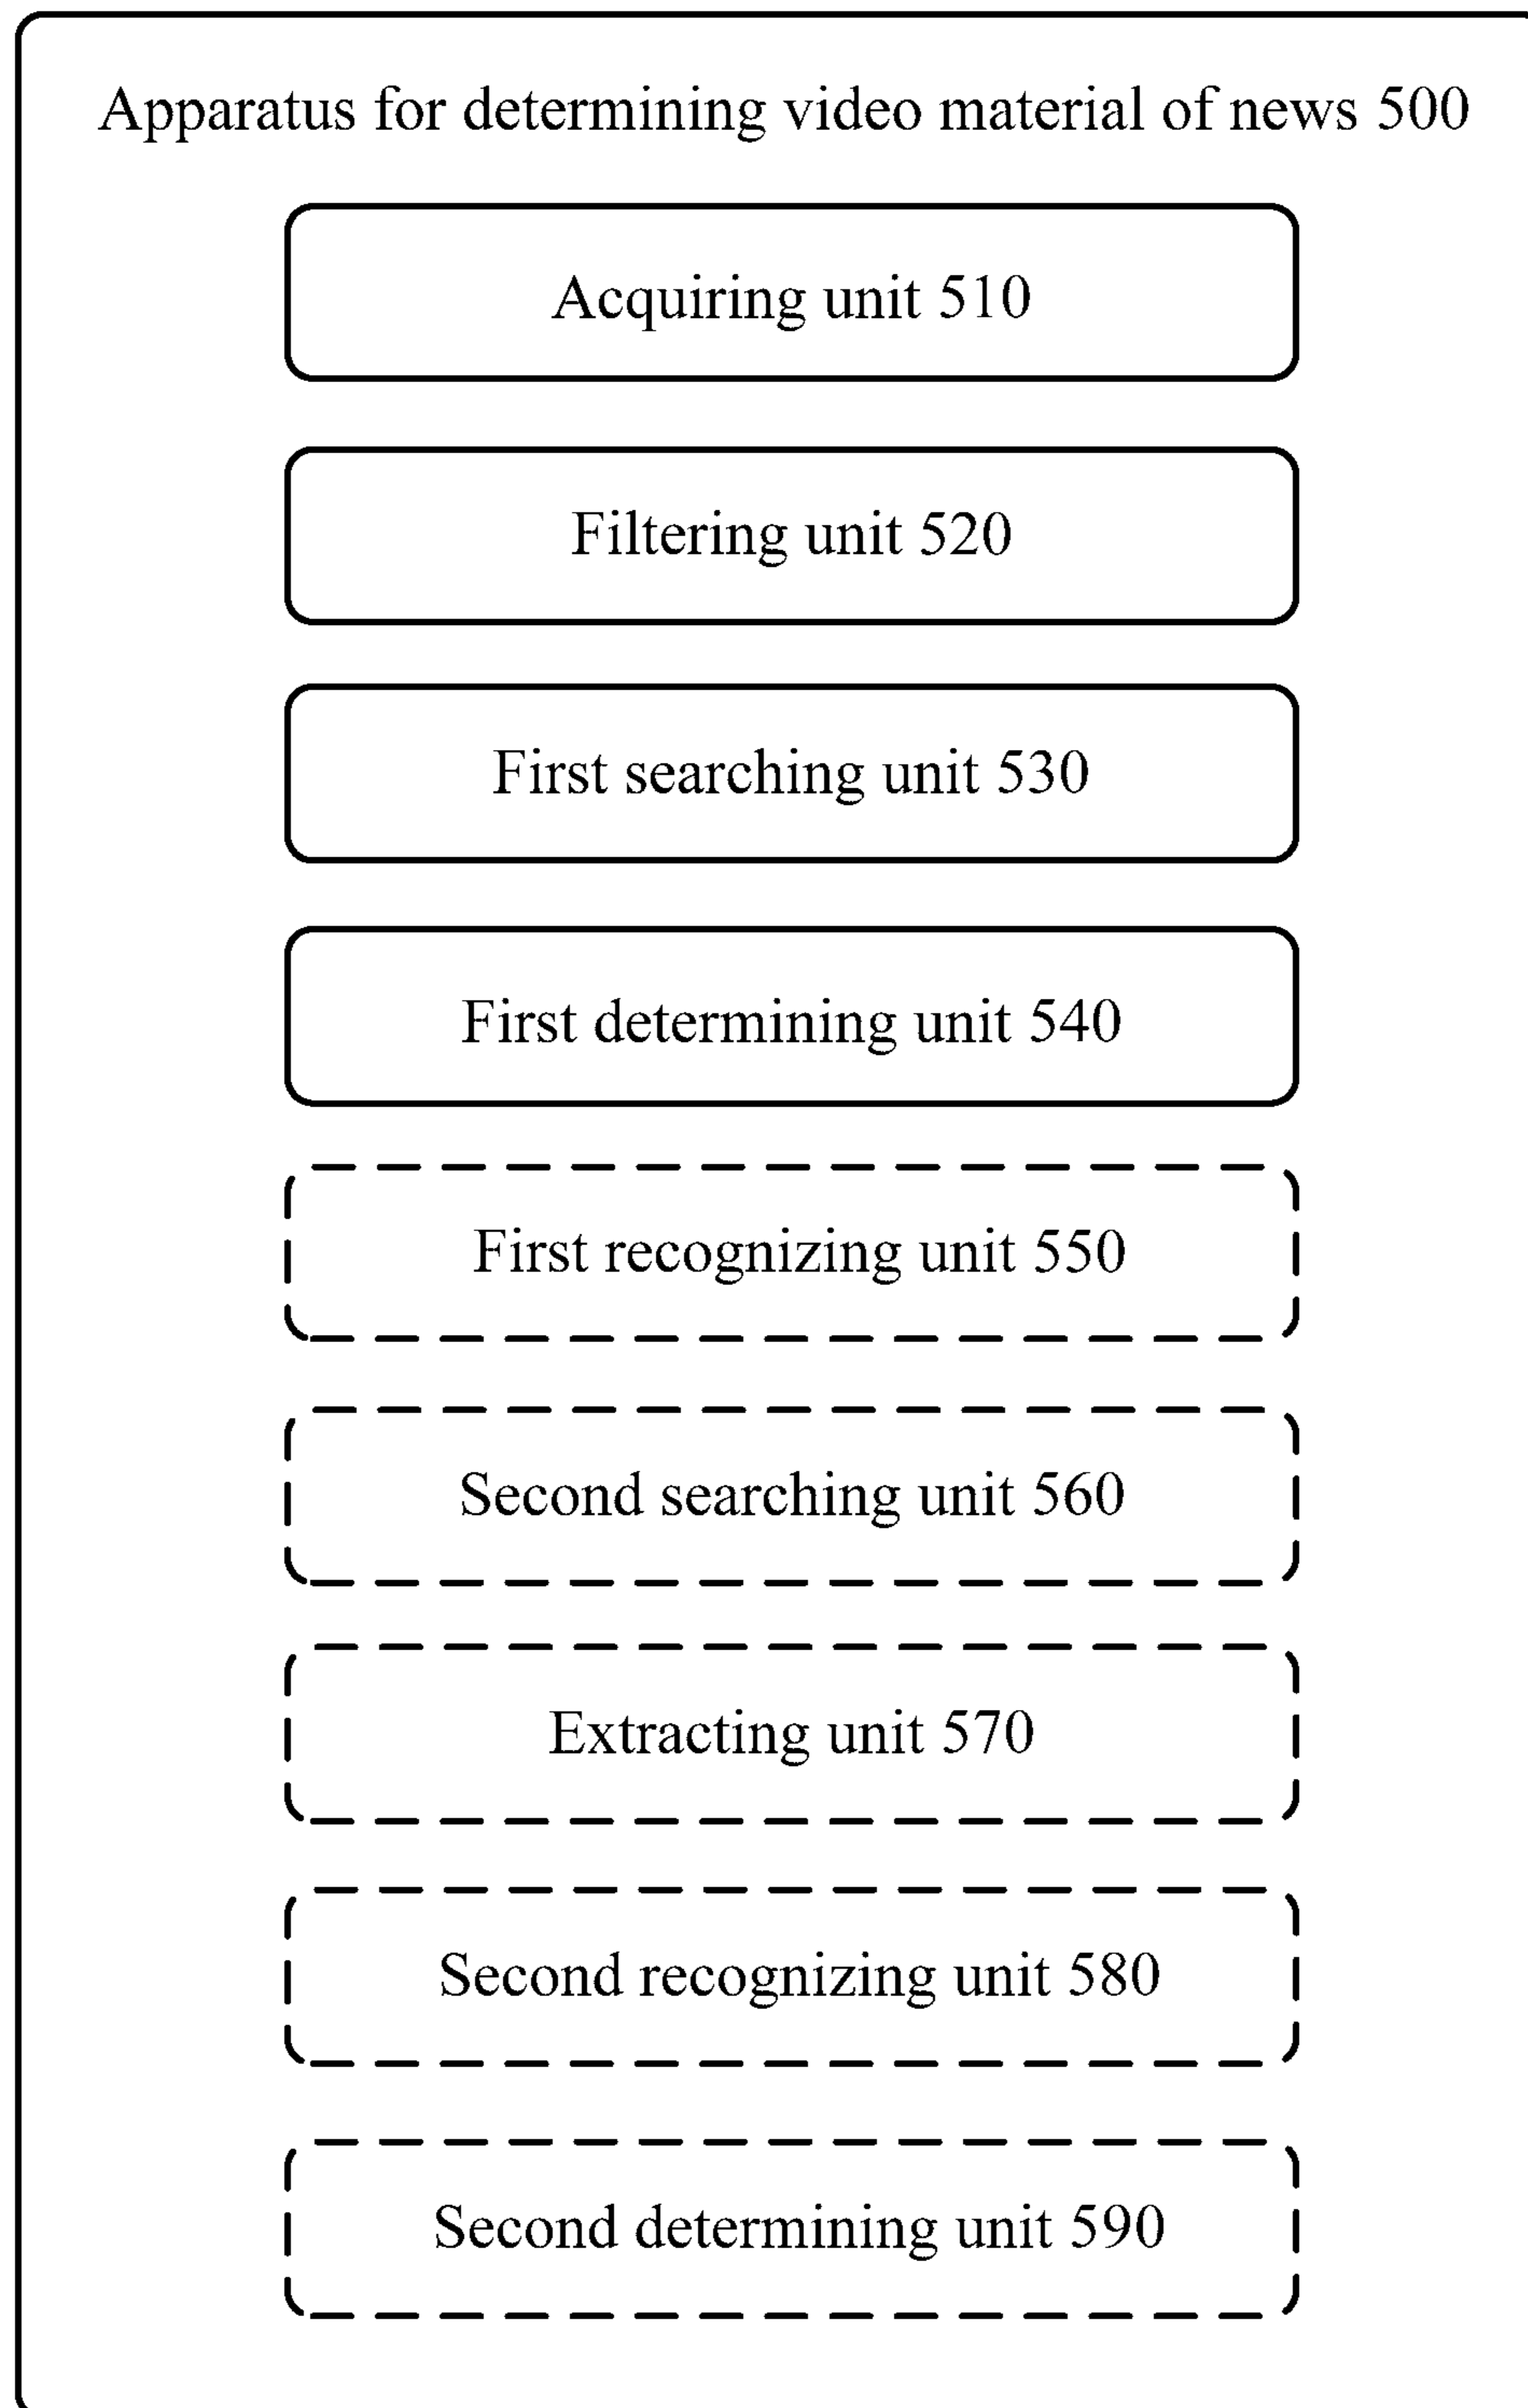 Apparatus for determining video material of news 500
Acquiring unit 510
Filtering unit 520
First searching unit 530
First determining unit 540
First recognizing unit 550
Second searching unit 560
Extracting unit 570
Second recognizing unit 580
Second determining unit 590